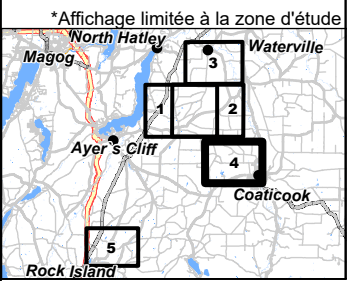 *Affichage limitée à la zone d'étude
North Hatley
Waterville
Magog
3
1
2
Ayer's Cliff
4
Coaticook
5
Rock Island